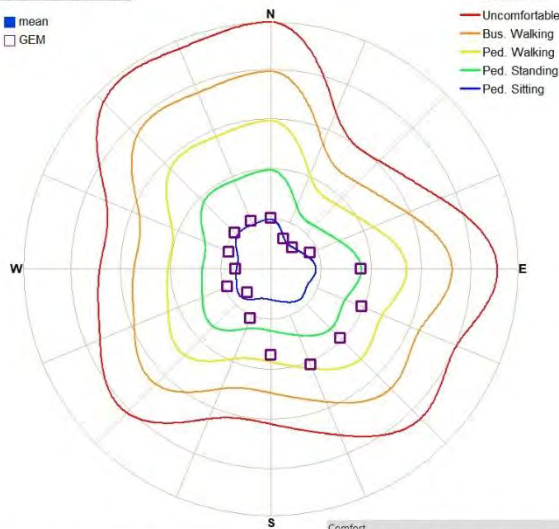 mean
GEM
N
Uncomfortable
Bus. Walking
Ped. Walking
Ped. Standing
Ped. Sitting
W
E
S
Comfort